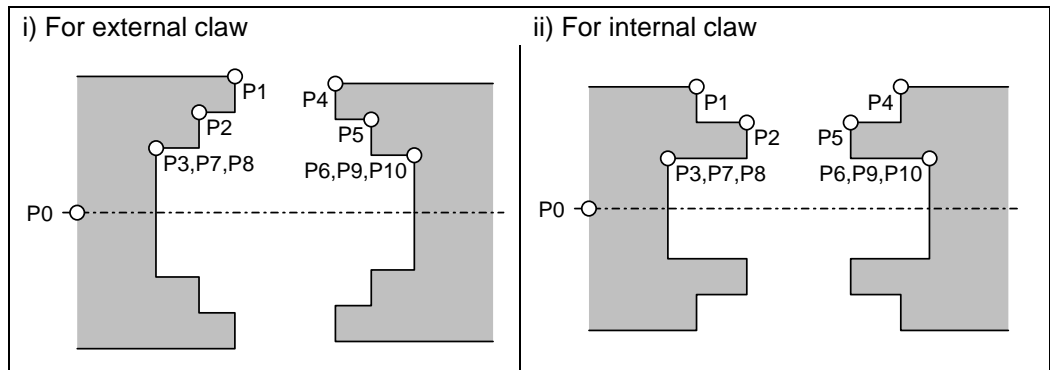 i) For external claw
P1
P2
P3,P7,P8
P0
P4
P5
P6,P9,P10
ii) For internal claw
P1
P2
P3,P7,P8
P0
P4
P5
P6,P9,P10